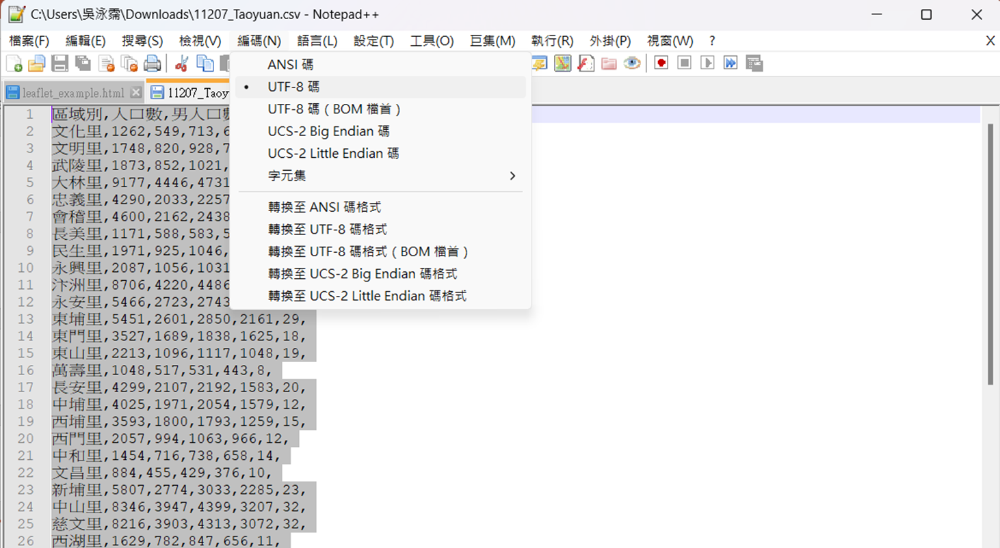 C:\Users\吳泳霈\Downloads\11207_Taoyuan.csv - Notepad++
檔案(F) 編輯(E) 搜尋(S) 檢視(V) 編碼(N) 語言(L) 設定(T) 工具(O) 巨集(M) 執行(R) 外掛(P) 視窗(W) ? X
leaflet_example.html 11207_Taoy
ANSI 碼
UTF-8 碼
UTF-8 碼 ( BOM 檔首 )
UCS-2 Big Endian 碼
UCS-2 Little Endian 碼
字元集
轉換至 ANSI 碼格式
轉換至 UTF-8 碼格式
轉換至 UTF-8 碼格式 ( BOM 檔首 )
轉換至 UCS-2 Big Endian 碼格式
轉換至 UCS-2 Little Endian 碼格式
1 區域別,人口數,男人口數
2 文化里,1262,549,713,6
3 文明里,1748,820,928,7
4 武陵里,1873,852,1021,
5 大林里,9177,4446,4731
6 忠義里,4290,2033,2257
7 會稽里,4600,2162,2438
8 長美里,1171,588,583,5
9 民生里,1971,925,1046,
10 永興里,2087,1056,1031
11 汴洲里,8706,4220,4486
12 永安里,5466,2723,2743
13 東埔里,5451,2601,2850,2161,29,
14 東門里,3527,1689,1838,1625,18,
15 東山里,2213,1096,1117,1048,19,
16 萬壽里,1048,517,531,443,8,
17 長安里,4299,2107,2192,1583,20,
18 中埔里,4025,1971,2054,1579,12,
19 西埔里,3593,1800,1793,1259,15,
20 西門里,2057,994,1063,966,12,
21 中和里,1454,716,738,658,14,
22 文昌里,884,455,429,376,10,
23 新埔里,5807,2774,3033,2285,23,
24 中山里,8346,3947,4399,3207,32,
25 慈文里,8216,3903,4313,3072,32,
26 西湖里,1629,782,847,656,11,